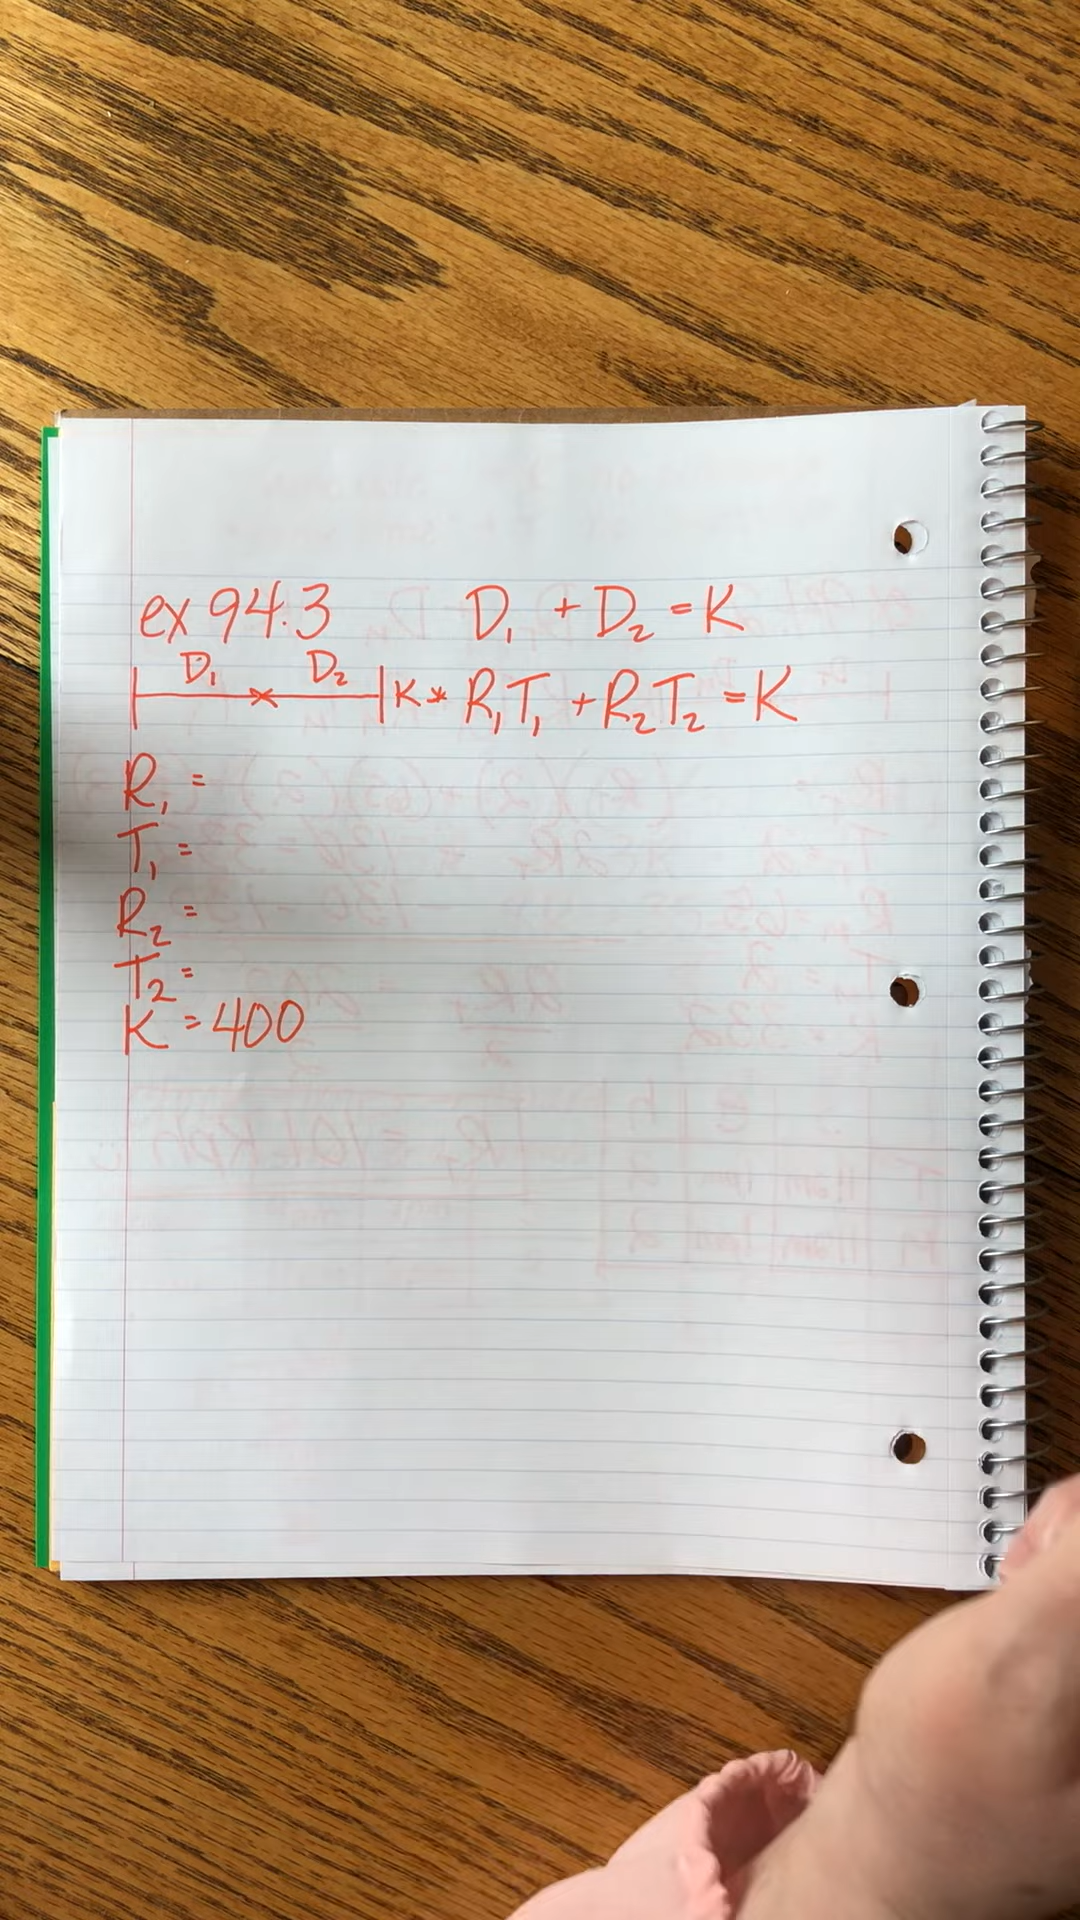 ex 94.3 D₁ + D₂ = K
D₁ D₂
K * R₁T₁ + R₂T₂ = K
R₁ =
T₁ =
R₂ =
T₂ =
K = 400